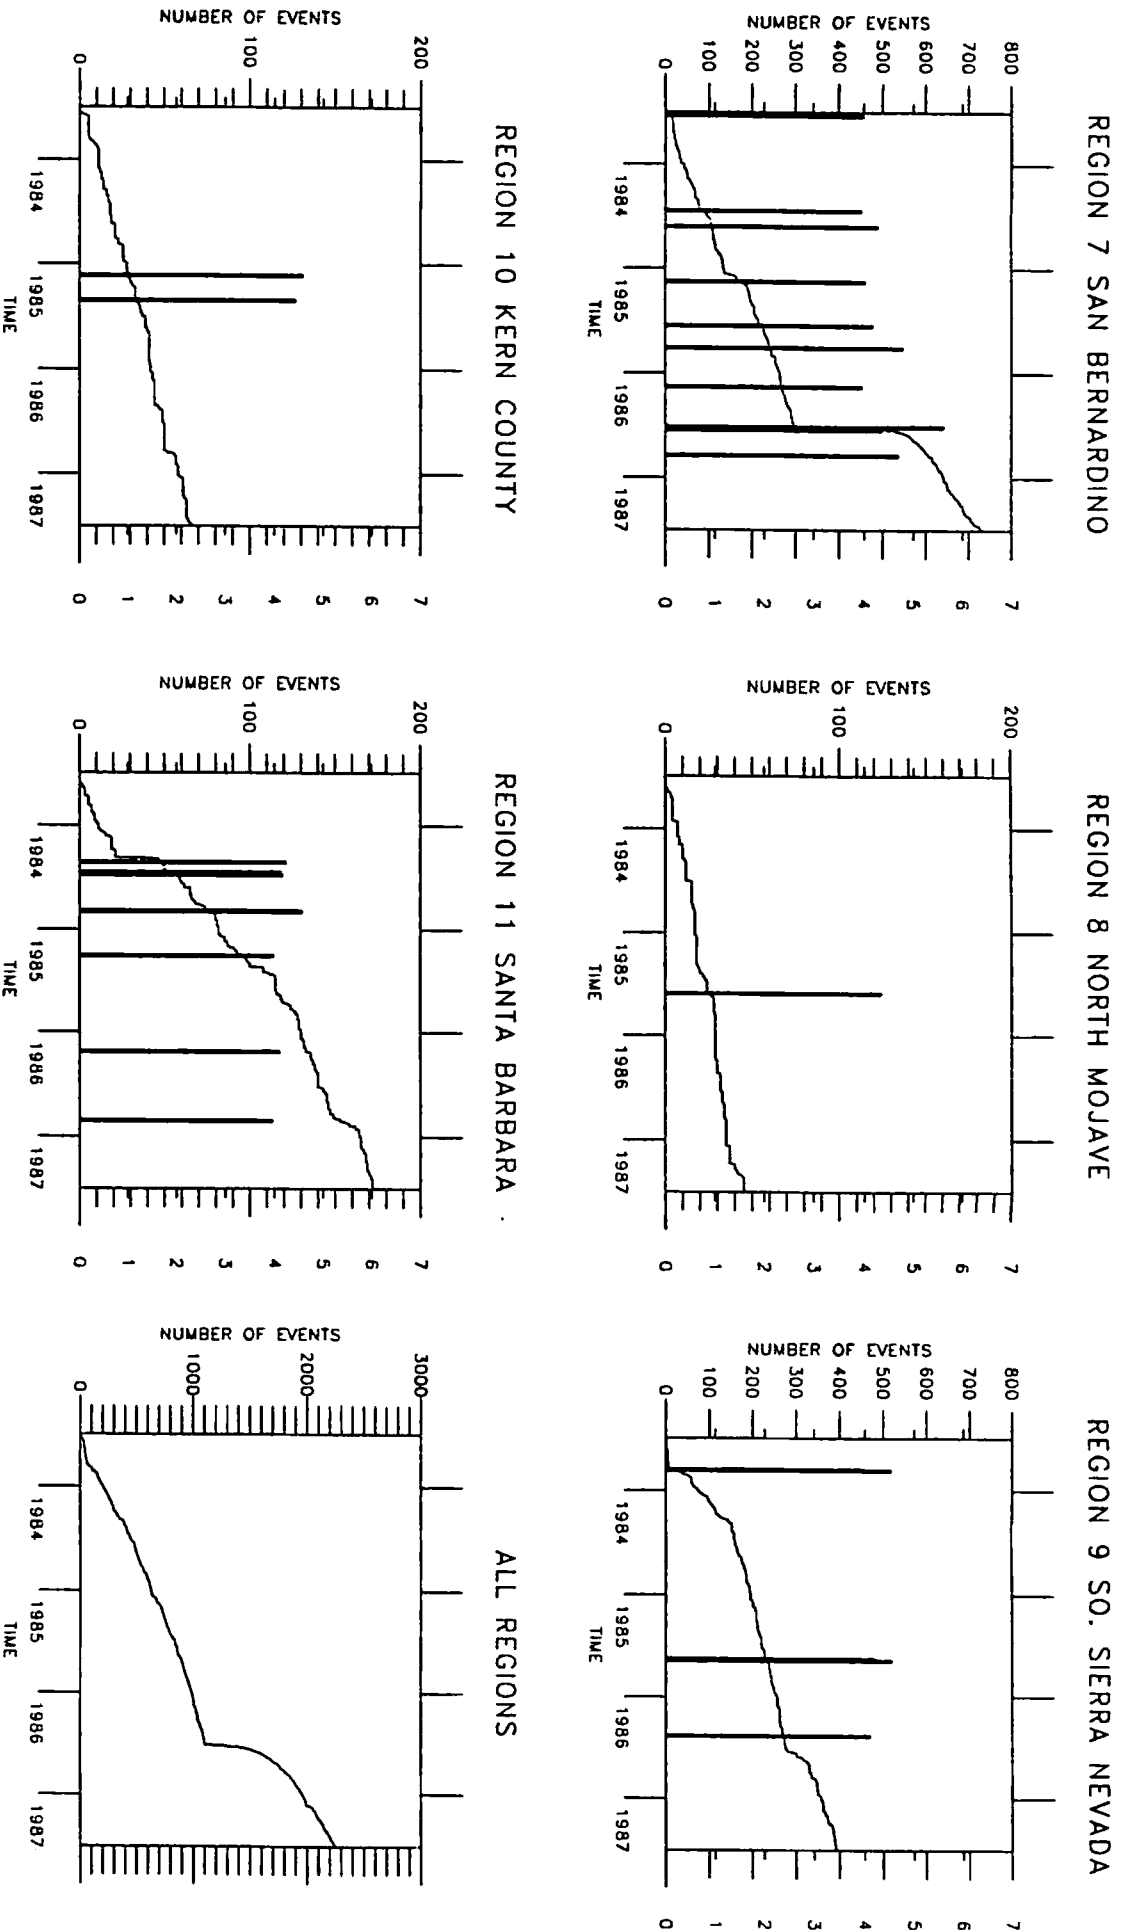 REGION 7 SAN BERNARDINO
NUMBER OF EVENTS
800
700
600
500
400
300
200
100
0
7
6
5
4
3
2
1
0
1984 1985 1986 1987
TIME
REGION 8 NORTH MOJAVE
NUMBER OF EVENTS
200
100
0
7
6
5
4
3
2
1
0
1984 1985 1986 1987
TIME
REGION 9 SO. SIERRA NEVADA
NUMBER OF EVENTS
800
700
600
500
400
300
200
100
0
7
6
5
4
3
2
1
0
1984 1985 1986 1987
TIME
REGION 10 KERN COUNTY
NUMBER OF EVENTS
200
100
0
7
6
5
4
3
2
1
0
1984 1985 1986 1987
TIME
REGION 11 SANTA BARBARA
NUMBER OF EVENTS
200
100
0
7
6
5
4
3
2
1
0
1984 1985 1986 1987
TIME
ALL REGIONS
NUMBER OF EVENTS
3000
2000
1000
0
1984 1985 1986 1987
TIME